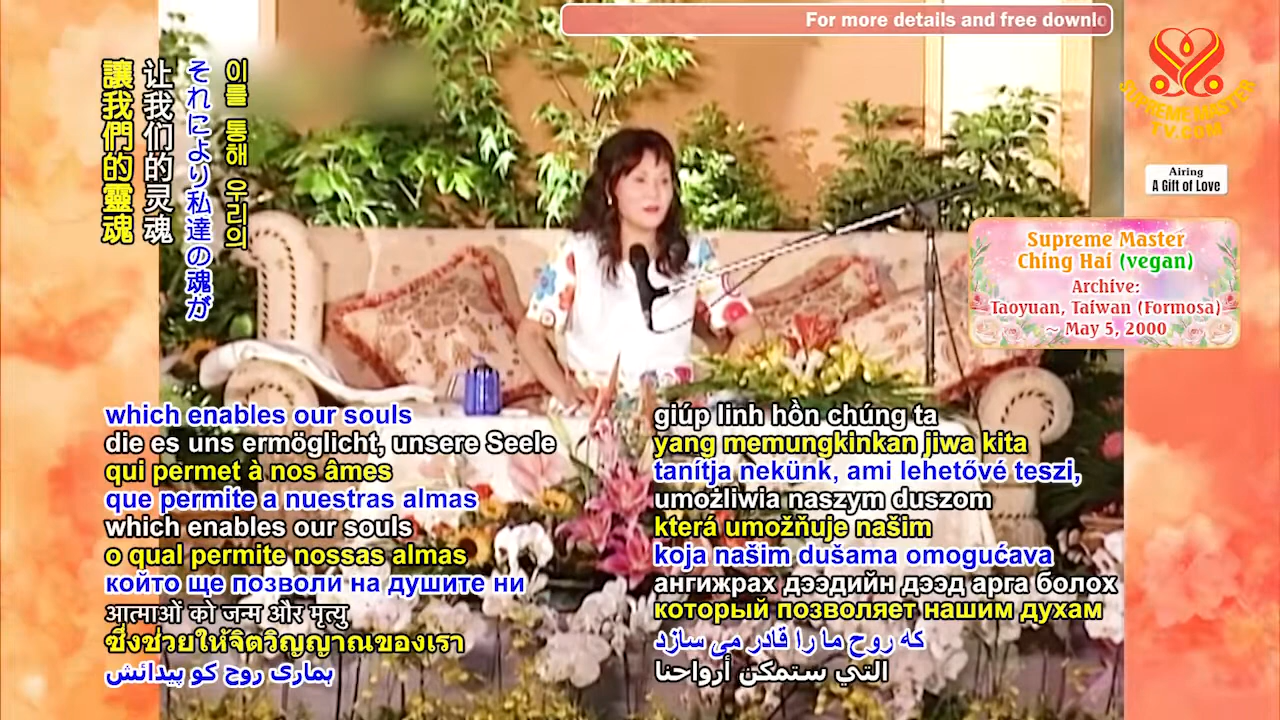 For more details and free downlo
SUPREMEMASTER
TV.COM
Airing
A Gift of Love
Supreme Master
Ching Hai (vegan)
Archive:
Taoyuan, Taiwan (Formosa)
~ May 5, 2000
이를 통해 우리의
それにより私達の魂が
让我们的灵魂
讓我們的靈魂
which enables our souls
die es uns ermöglicht, unsere Seele
qui permet à nos âmes
que permite a nuestras almas
which enables our souls
o qual permite nossas almas
който ще позволи на душите ни
आत्माओं को जन्म और मृत्यु
ซึ่งช่วยให้จิตวิญญาณของเรา
ہماری روح کو پیدائش
giúp linh hồn chúng ta
yang memungkinkan jiwa kita
tanítja nekünk, ami lehetővé teszi,
umożliwia naszym duszom
která umožňuje našim
koja našim dušama omogućava
ангижрах дээдийн дээд арга болох
который позволяет нашим духам
که روح ما را قادر می سازد
التي ستمكن أرواحنا